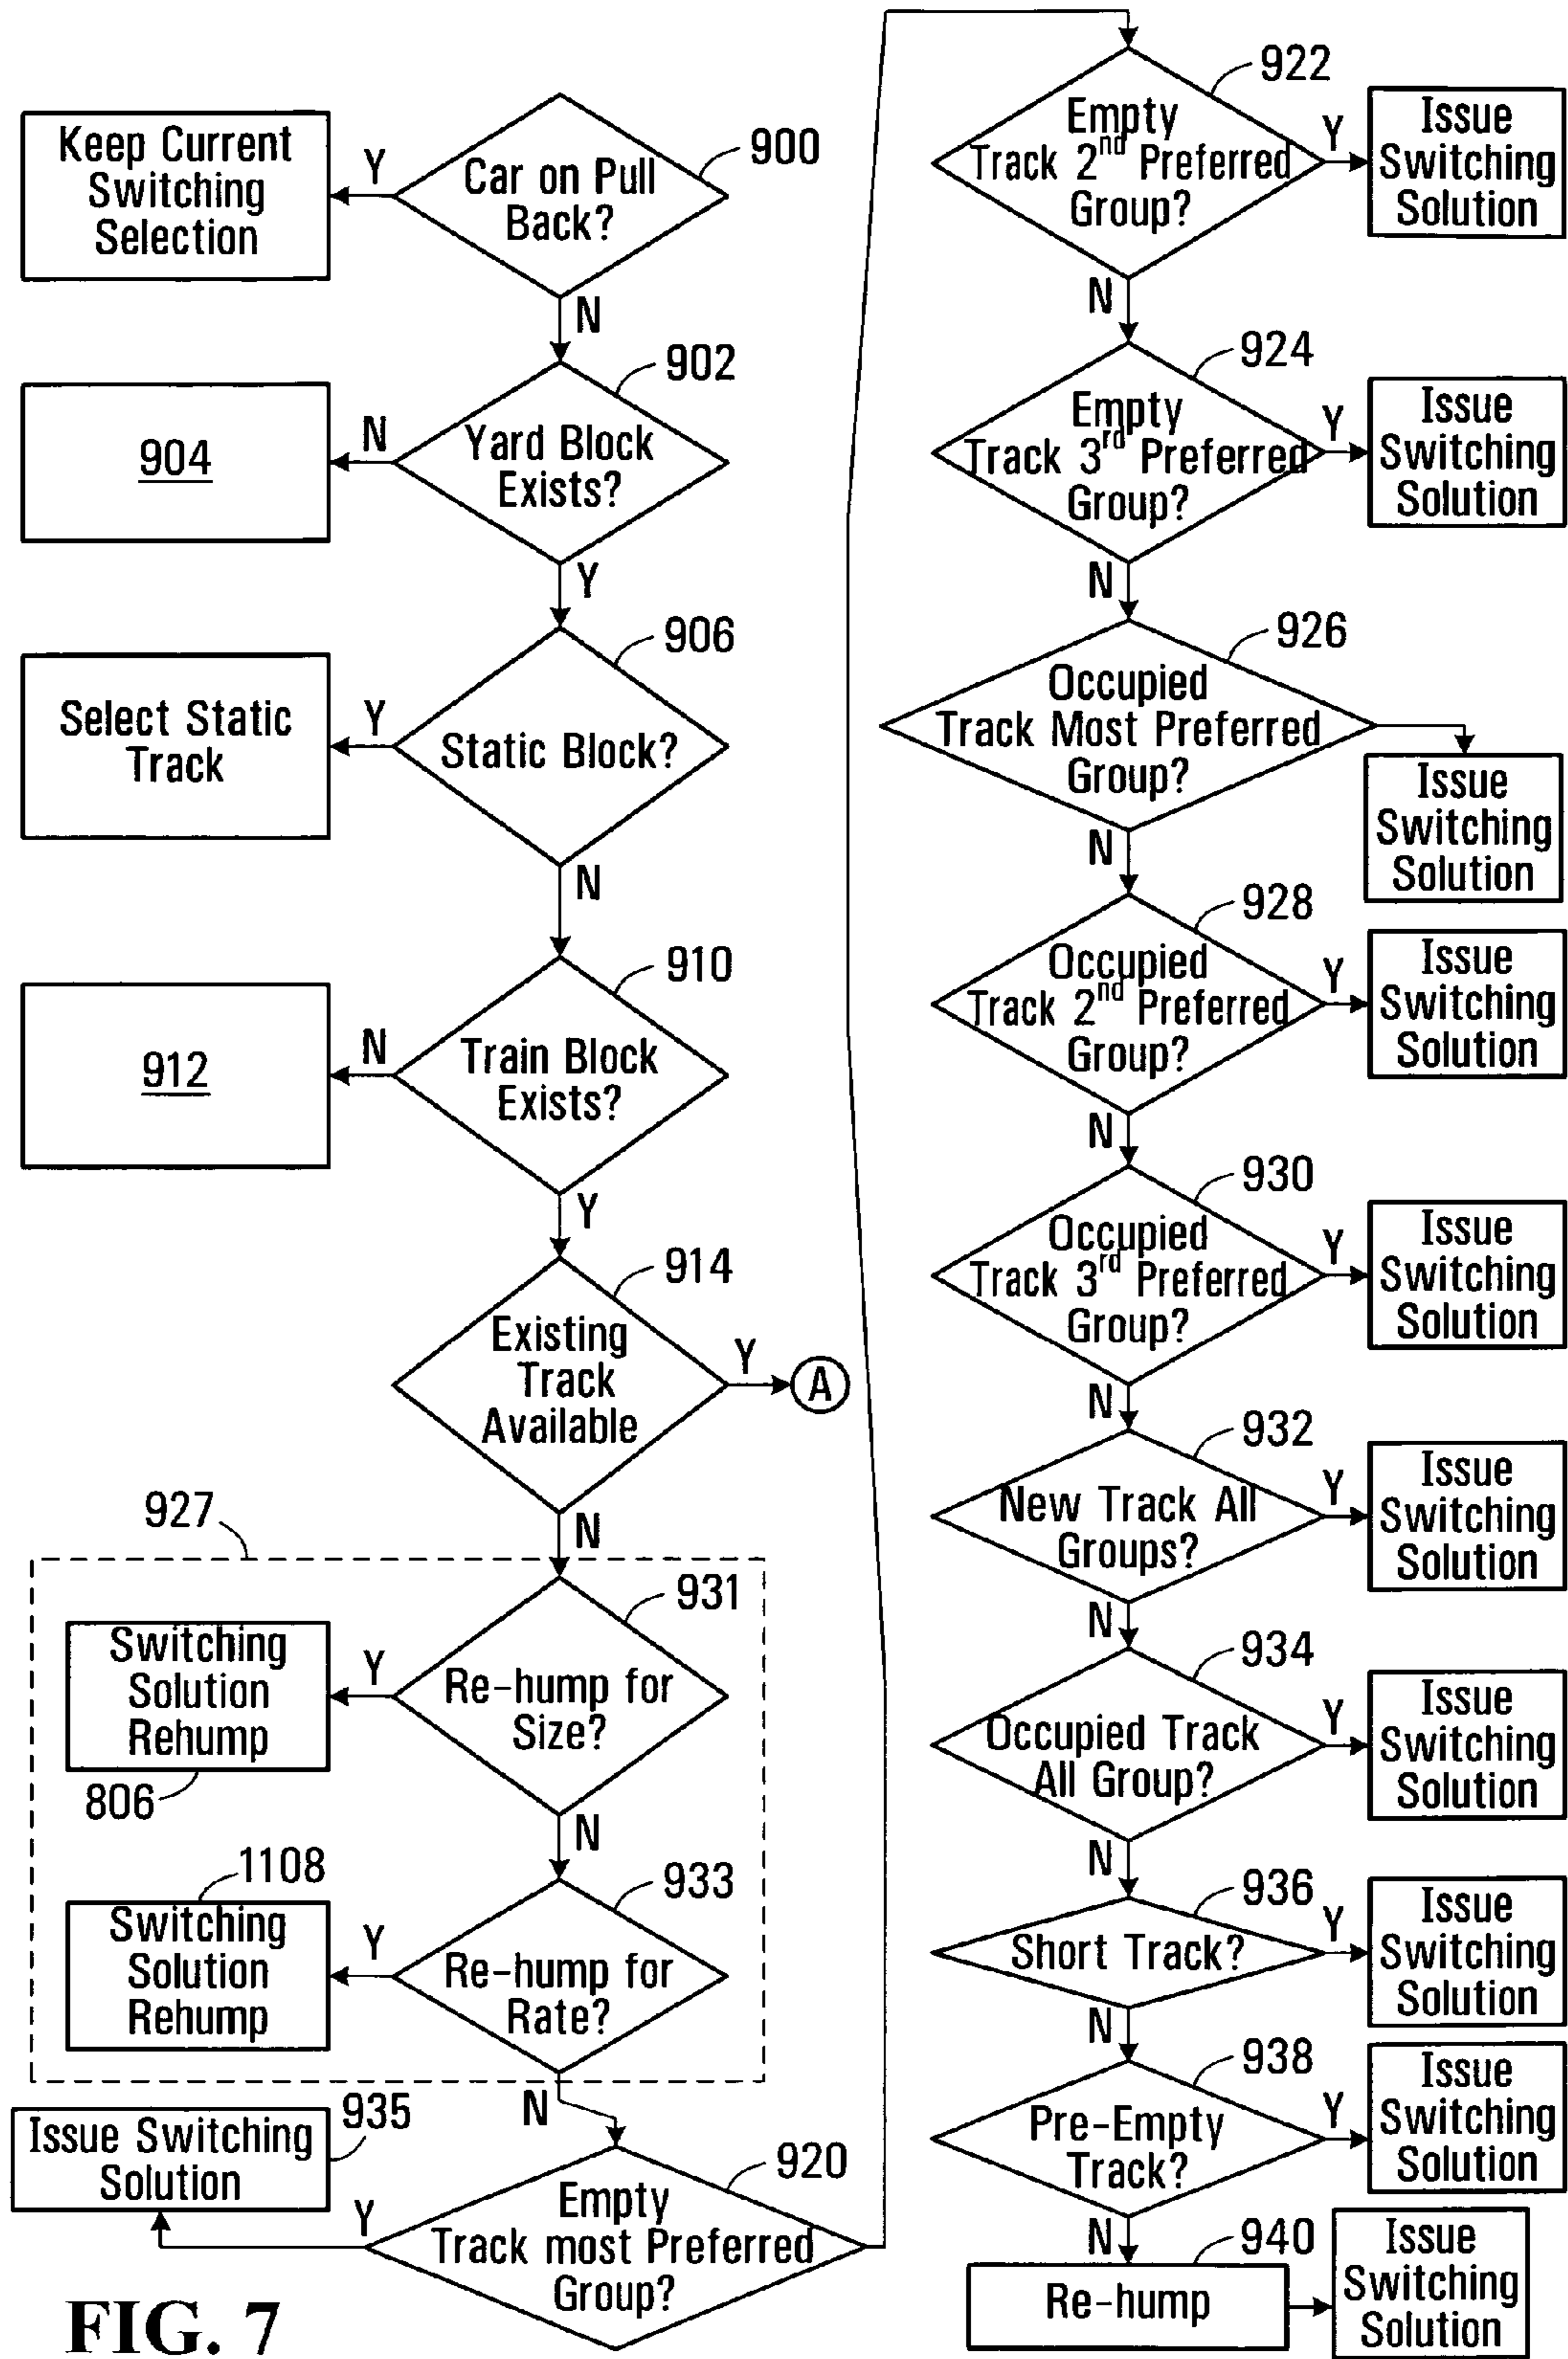 Keep Current
Switching
Selection
Y
Car on Pull
Back?
900
N
904
N
Yard Block
Exists?
902
Y
Select Static
Track
Y
Static Block?
906
N
912
N
Train Block
Exists?
910
Y
Existing
Track
Available
914
Y
A
N
927
Switching
Solution
Rehump
806
Y
Re-hump for
Size?
931
N
1108
Switching
Solution
Rehump
Y
Re-hump for
Rate?
933
N
Issue Switching
Solution
935
Y
Empty
Track most Preferred
Group?
920
Empty
Track 2nd Preferred
Group?
922
Y
Issue
Switching
Solution
N
Empty
Track 3rd Preferred
Group?
924
Y
Issue
Switching
Solution
N
Occupied
Track Most Preferred
Group?
926
Issue
Switching
Solution
N
Occupied
Track 2nd Preferred
Group?
928
Y
Issue
Switching
Solution
N
Occupied
Track 3rd Preferred
Group?
930
Y
Issue
Switching
Solution
N
New Track All
Groups?
932
Y
Issue
Switching
Solution
N
Occupied Track
All Group?
934
Y
Issue
Switching
Solution
N
Short Track?
936
Y
Issue
Switching
Solution
N
Pre-Empty
Track?
938
Y
Issue
Switching
Solution
N
Re-hump
940
Issue
Switching
Solution
FIG. 7